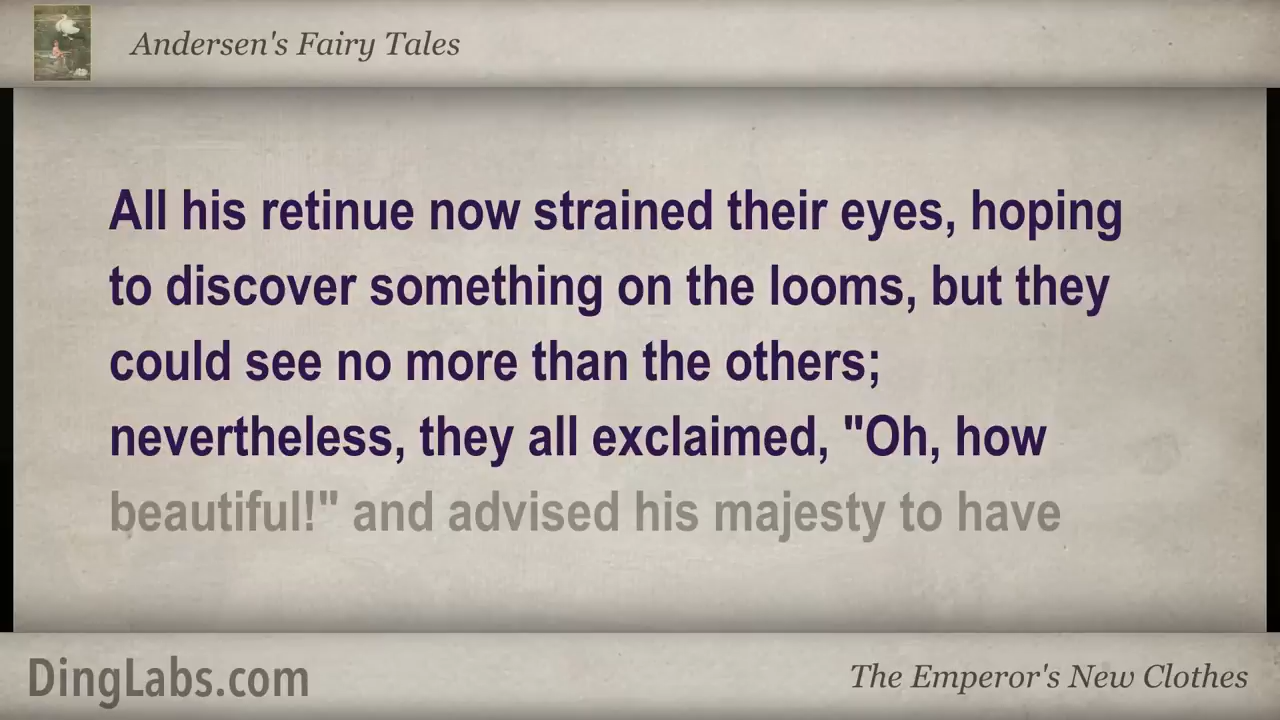 Andersen's Fairy Tales
All his retinue now strained their eyes, hoping
to discover something on the looms, but they
could see no more than the others;
nevertheless, they all exclaimed, "Oh, how
beautiful!" and advised his majesty to have
DingLabs.com
The Emperor's New Clothes